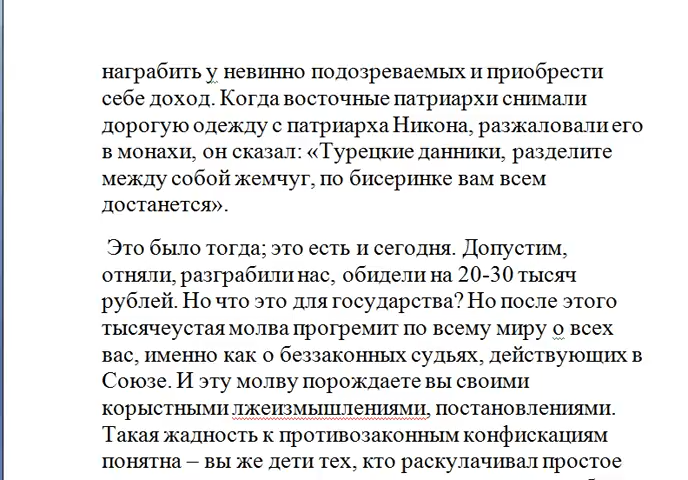 награбить у невинно подозреваемых и приобрести
себе доход. Когда восточные патриархи снимали
дорогую одежду с патриарха Никона, разжаловали его
в монахи, он сказал: «Турецкие данники, разделите
между собой жемчуг, по бисеринке вам всем
достанется».
Это было тогда; это есть и сегодня. Допустим,
отняли, разграбили нас, обидели на 20-30 тысяч
рублей. Но что это для государства? Но после этого
тысячеустая молва прогремит по всему миру о всех
вас, именно как о беззаконных судьях, действующих в
Союзе. И эту молву порождаете вы своими
корыстными лжеизмышлениями, постановлениями.
Такая жадность к противозаконным конфискациям
понятна – вы же дети тех, кто раскулачивал простое